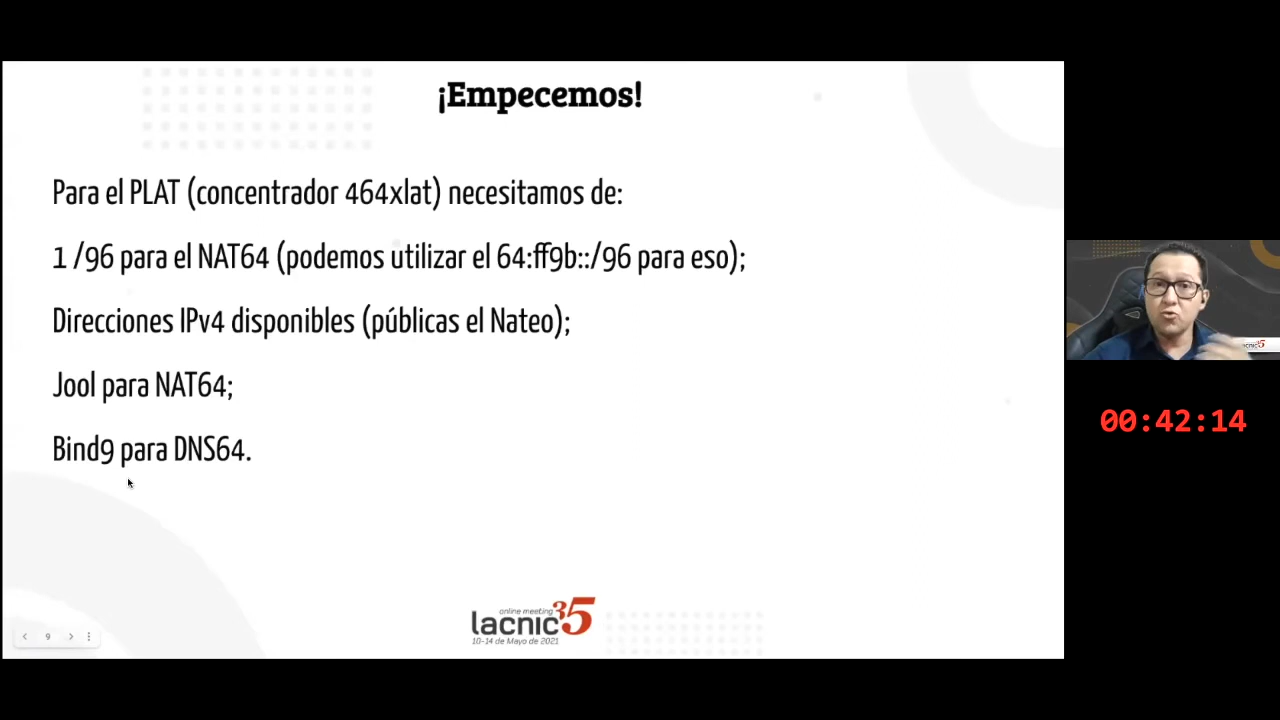 ¡Empecemos!
Para el PLAT (concentrador 464xlat) necesitamos de:
1 /96 para el NAT64 (podemos utilizar el 64:ff9b::/96 para eso);
Direcciones IPv4 disponibles (públicas el Nateo);
Jool para NAT64;
Bind9 para DNS64.
online meeting
lacnic35
10-14 de Mayo de 2021
9
lacnic35
00:42:14